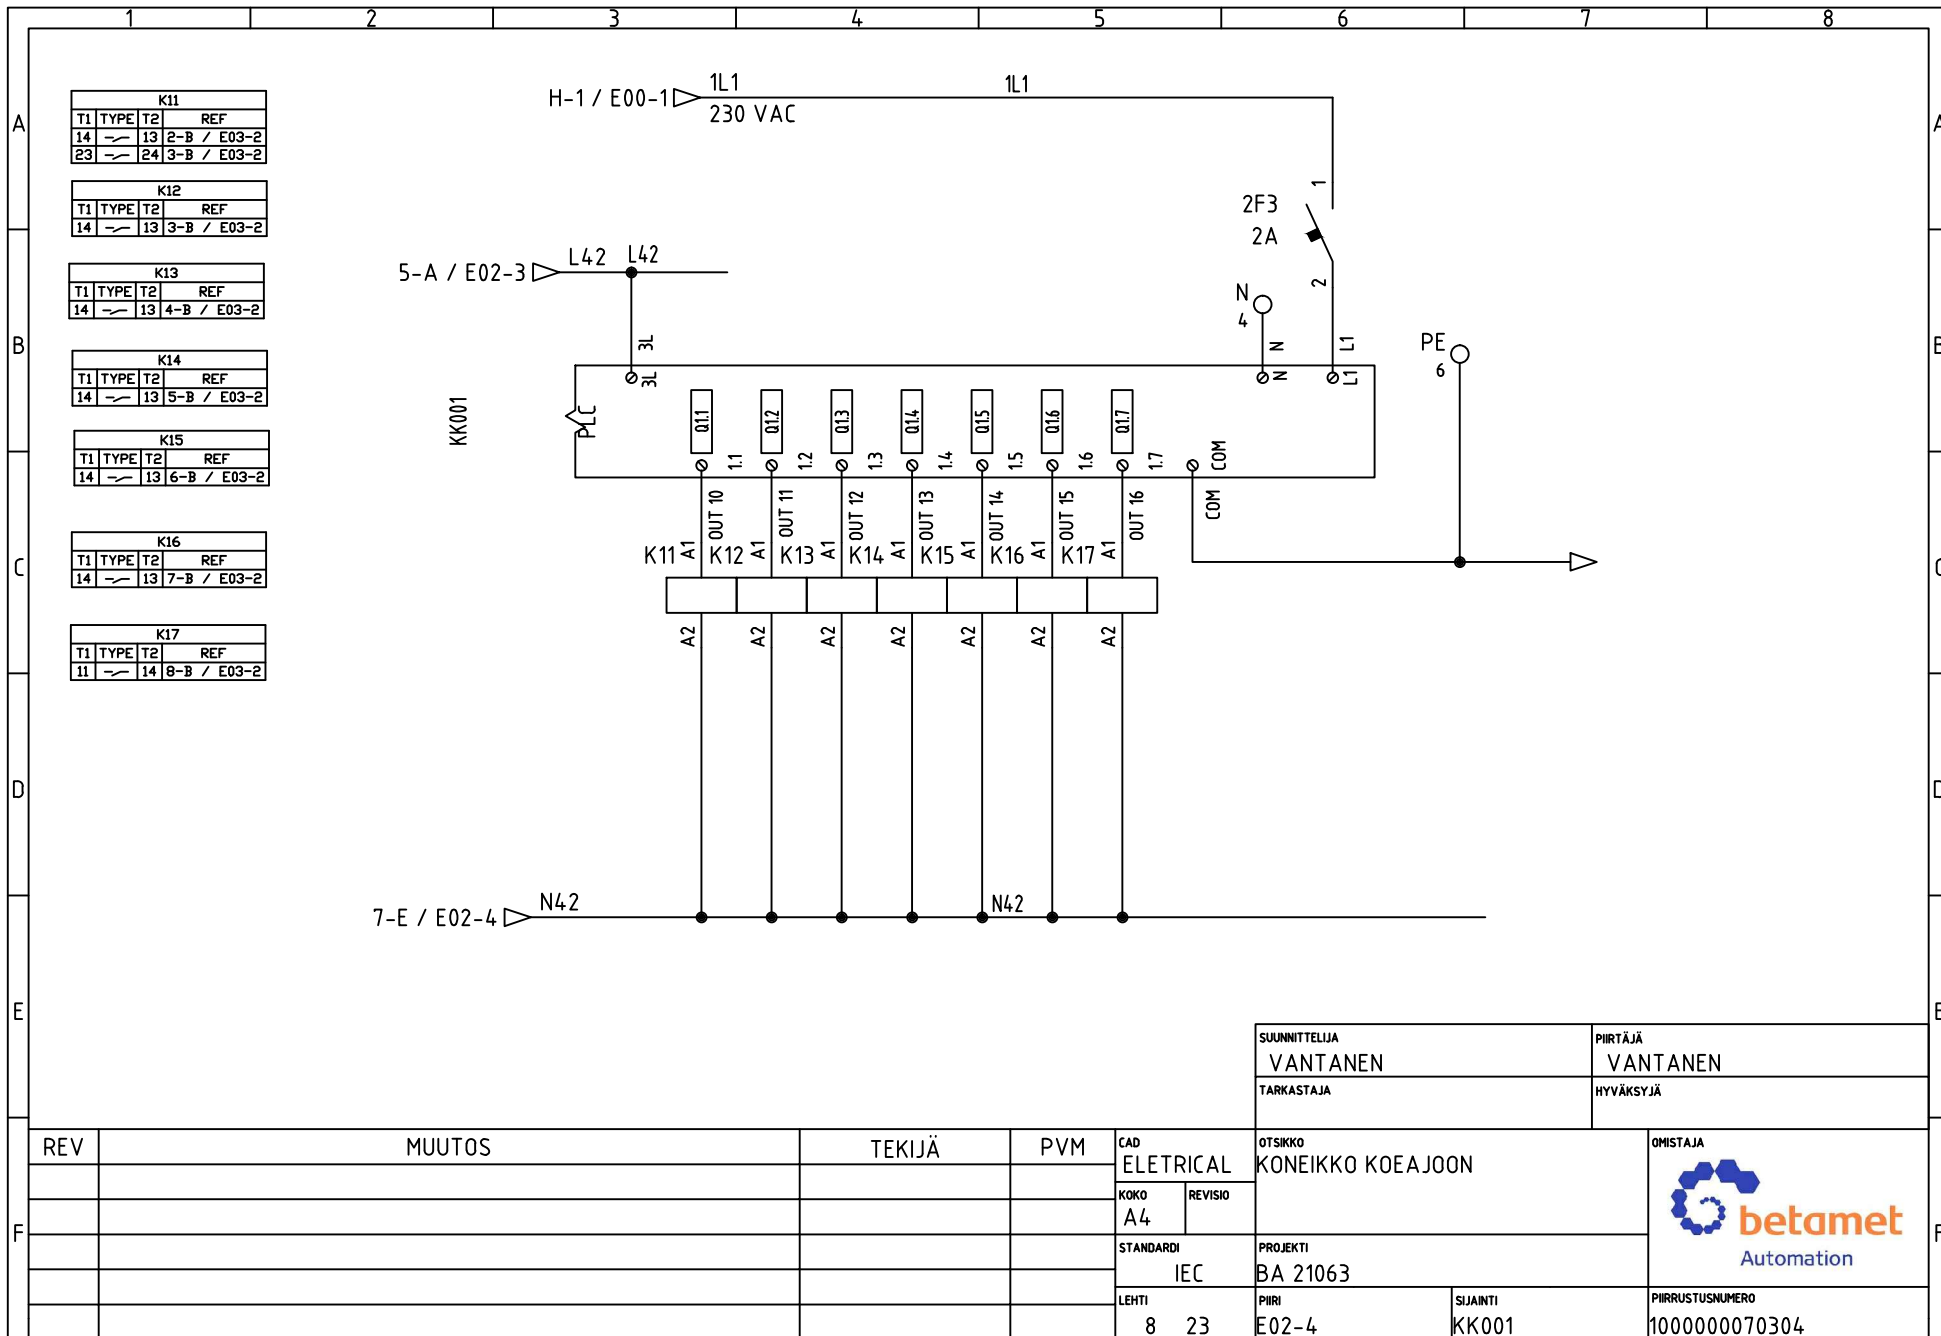 1 2 3 4 5 6 7 8
A A
B B
C C
D D
E E
F F
K11
T1 TYPE T2 REF
14 13 2-B / E03-2
23 24 3-B / E03-2
K12
T1 TYPE T2 REF
14 13 3-B / E03-2
K13
T1 TYPE T2 REF
14 13 4-B / E03-2
K14
T1 TYPE T2 REF
14 13 5-B / E03-2
K15
T1 TYPE T2 REF
14 13 6-B / E03-2
K16
T1 TYPE T2 REF
14 13 7-B / E03-2
K17
T1 TYPE T2 REF
11 14 8-B / E03-2
H-1 / E00-1 1L1 1L1
230 VAC
1
2F3
2A
2
5-A / E02-3 L42 L42
N
4
PE
6
3L N L1
3L N L1
KK001
PLC
Q1.1 Q1.2 Q1.3 Q1.4 Q1.5 Q1.6 Q1.7
1.1 1.2 1.3 1.4 1.5 1.6 1.7 COM
OUT 10 OUT 11 OUT 12 OUT 13 OUT 14 OUT 15 OUT 16 COM
K11 A1 K12 A1 K13 A1 K14 A1 K15 A1 K16 A1 K17 A1
A2 A2 A2 A2 A2 A2 A2
7-E / E02-4 N42 N42
SUUNNITTELIJA PIIRTÄJÄ
VANTANEN VANTANEN
TARKASTAJA HYVÄKSYJÄ
REV MUUTOS TEKIJÄ PVM
CAD OTSIKKO OMISTAJA
ELETRICAL KONEIKKO KOEAJOON
KOKO REVISIO
A4
betamet
Automation
STANDARDI PROJEKTI
IEC BA 21063
LEHTI PIIRI SIJAINTI PIIRRUSTUSNUMERO
8 23 E02-4 KK001 1000000070304